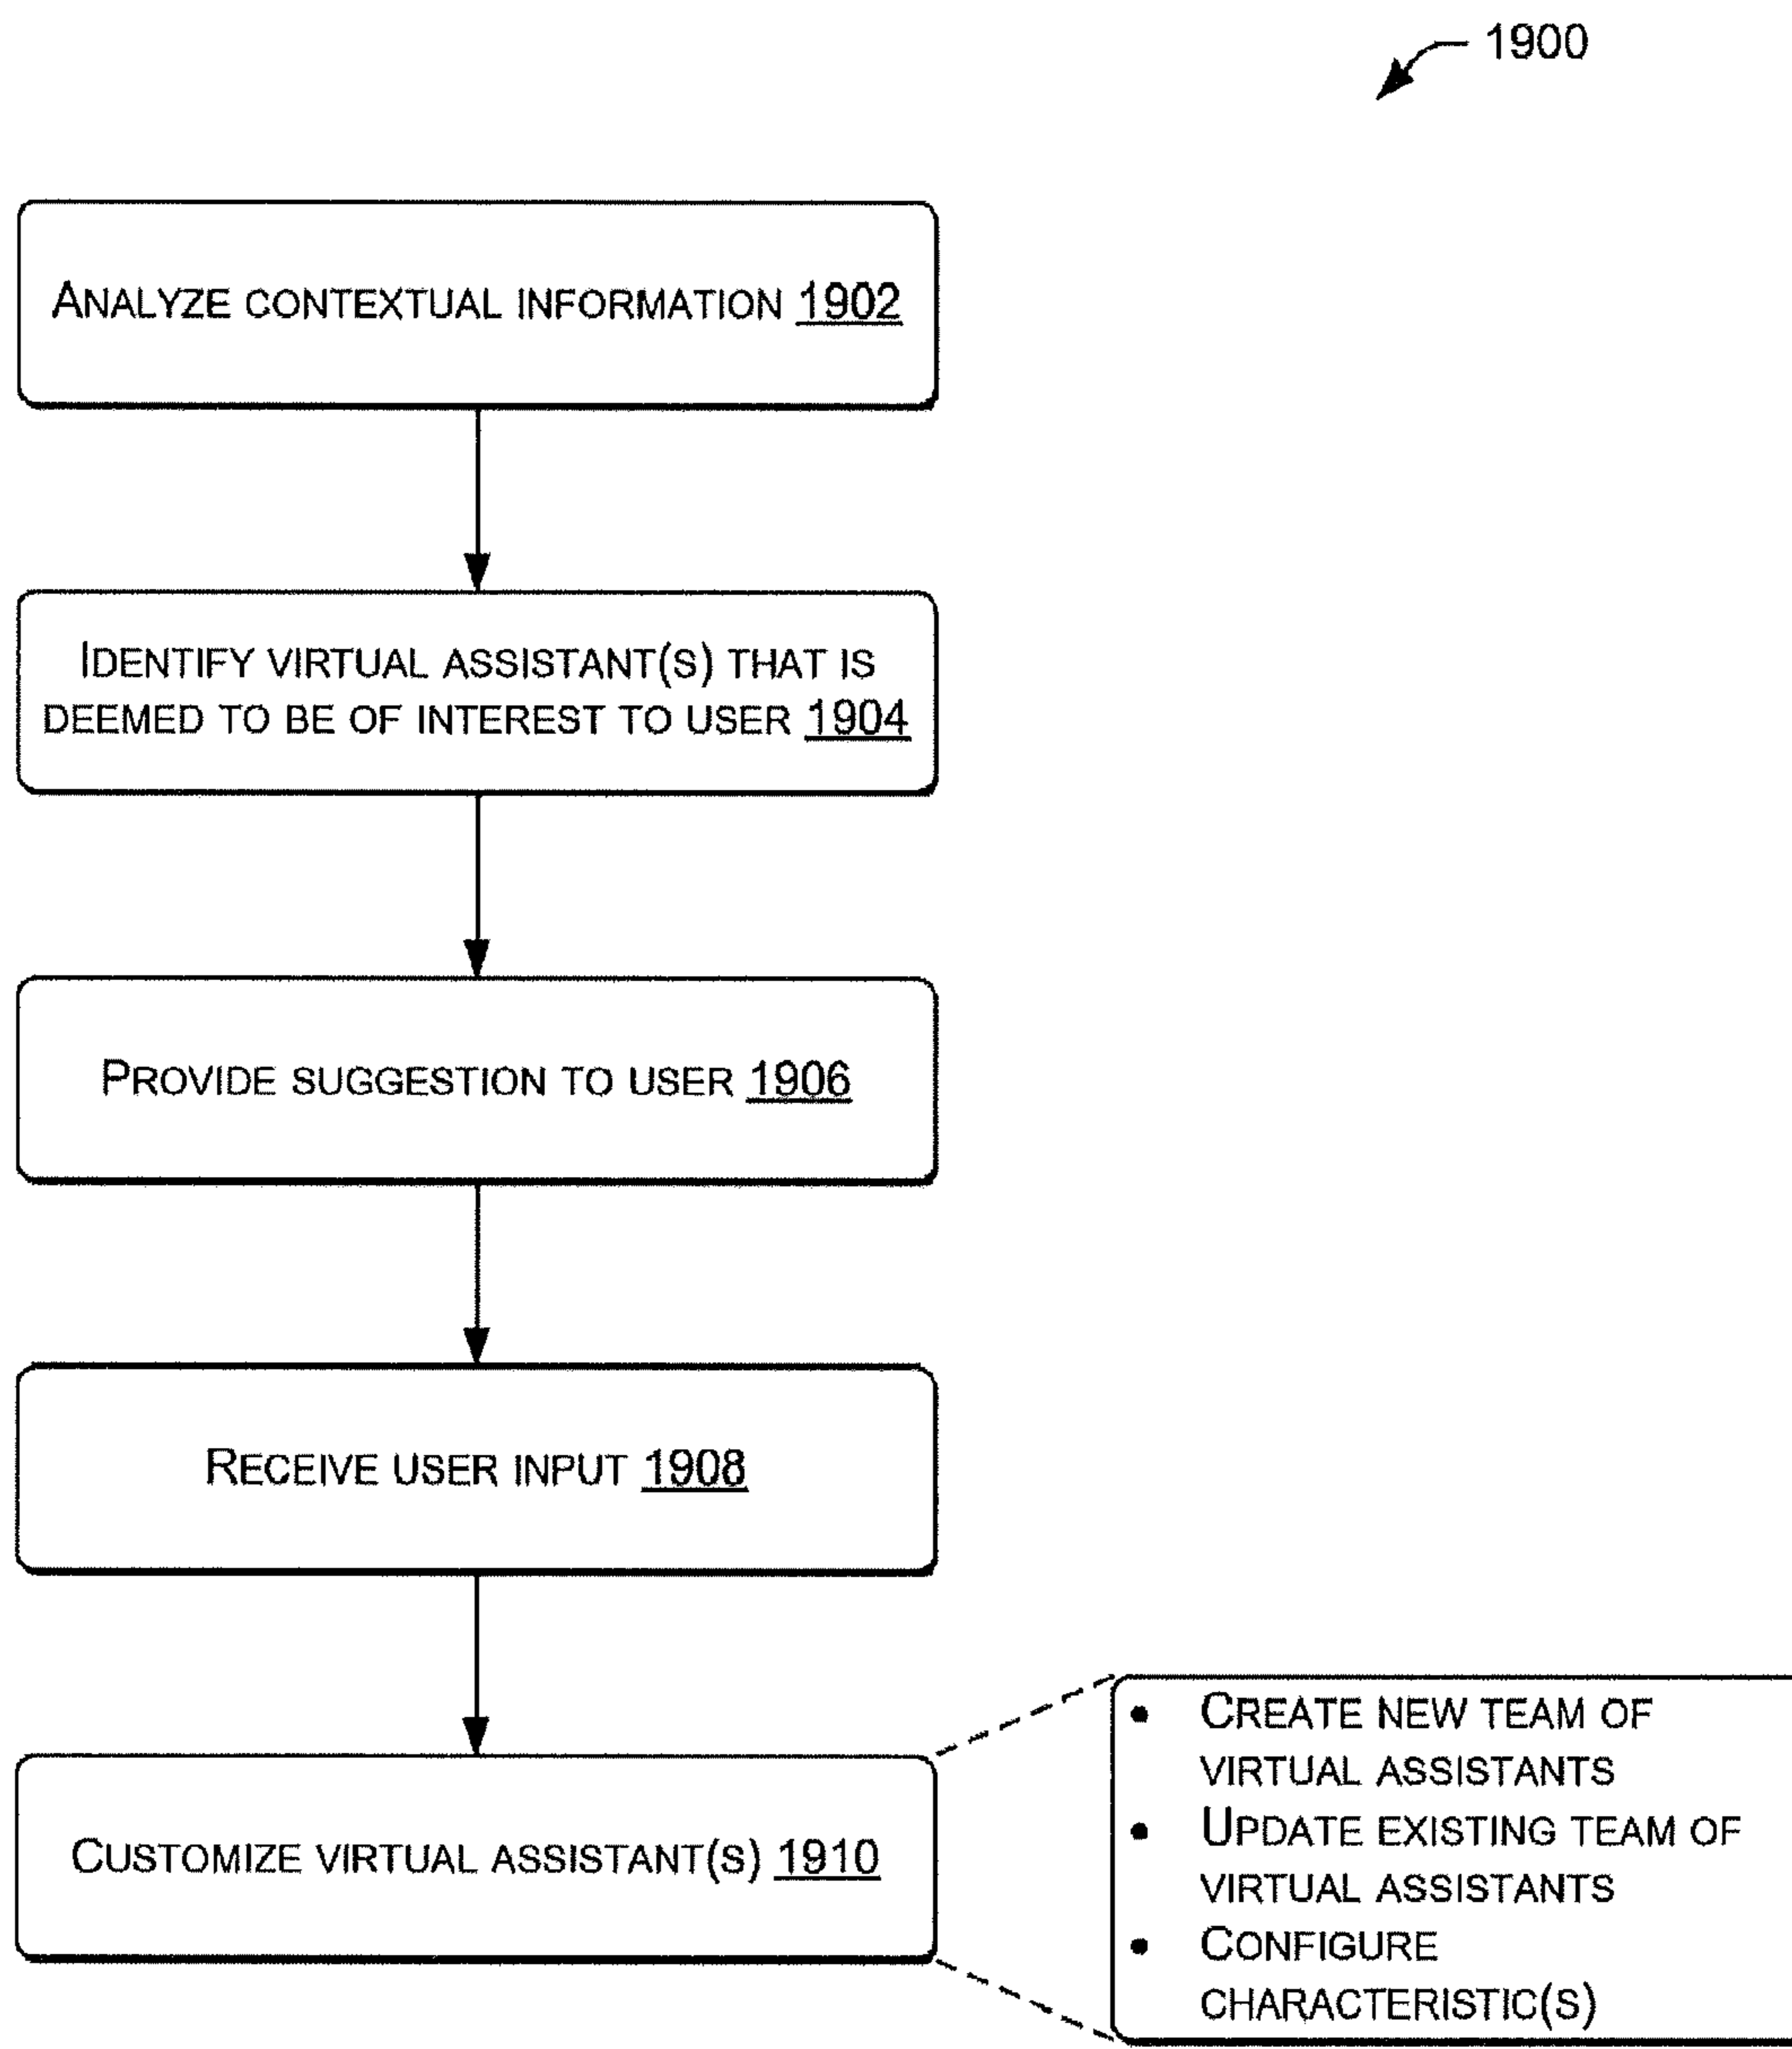 1900
ANALYZE CONTEXTUAL INFORMATION 1902
IDENTIFY VIRTUAL ASSISTANT(S) THAT IS
DEEMED TO BE OF INTEREST TO USER 1904
PROVIDE SUGGESTION TO USER 1906
RECEIVE USER INPUT 1908
CUSTOMIZE VIRTUAL ASSISTANT(S) 1910
• CREATE NEW TEAM OF
VIRTUAL ASSISTANTS
• UPDATE EXISTING TEAM OF
VIRTUAL ASSISTANTS
• CONFIGURE
CHARACTERISTIC(S)